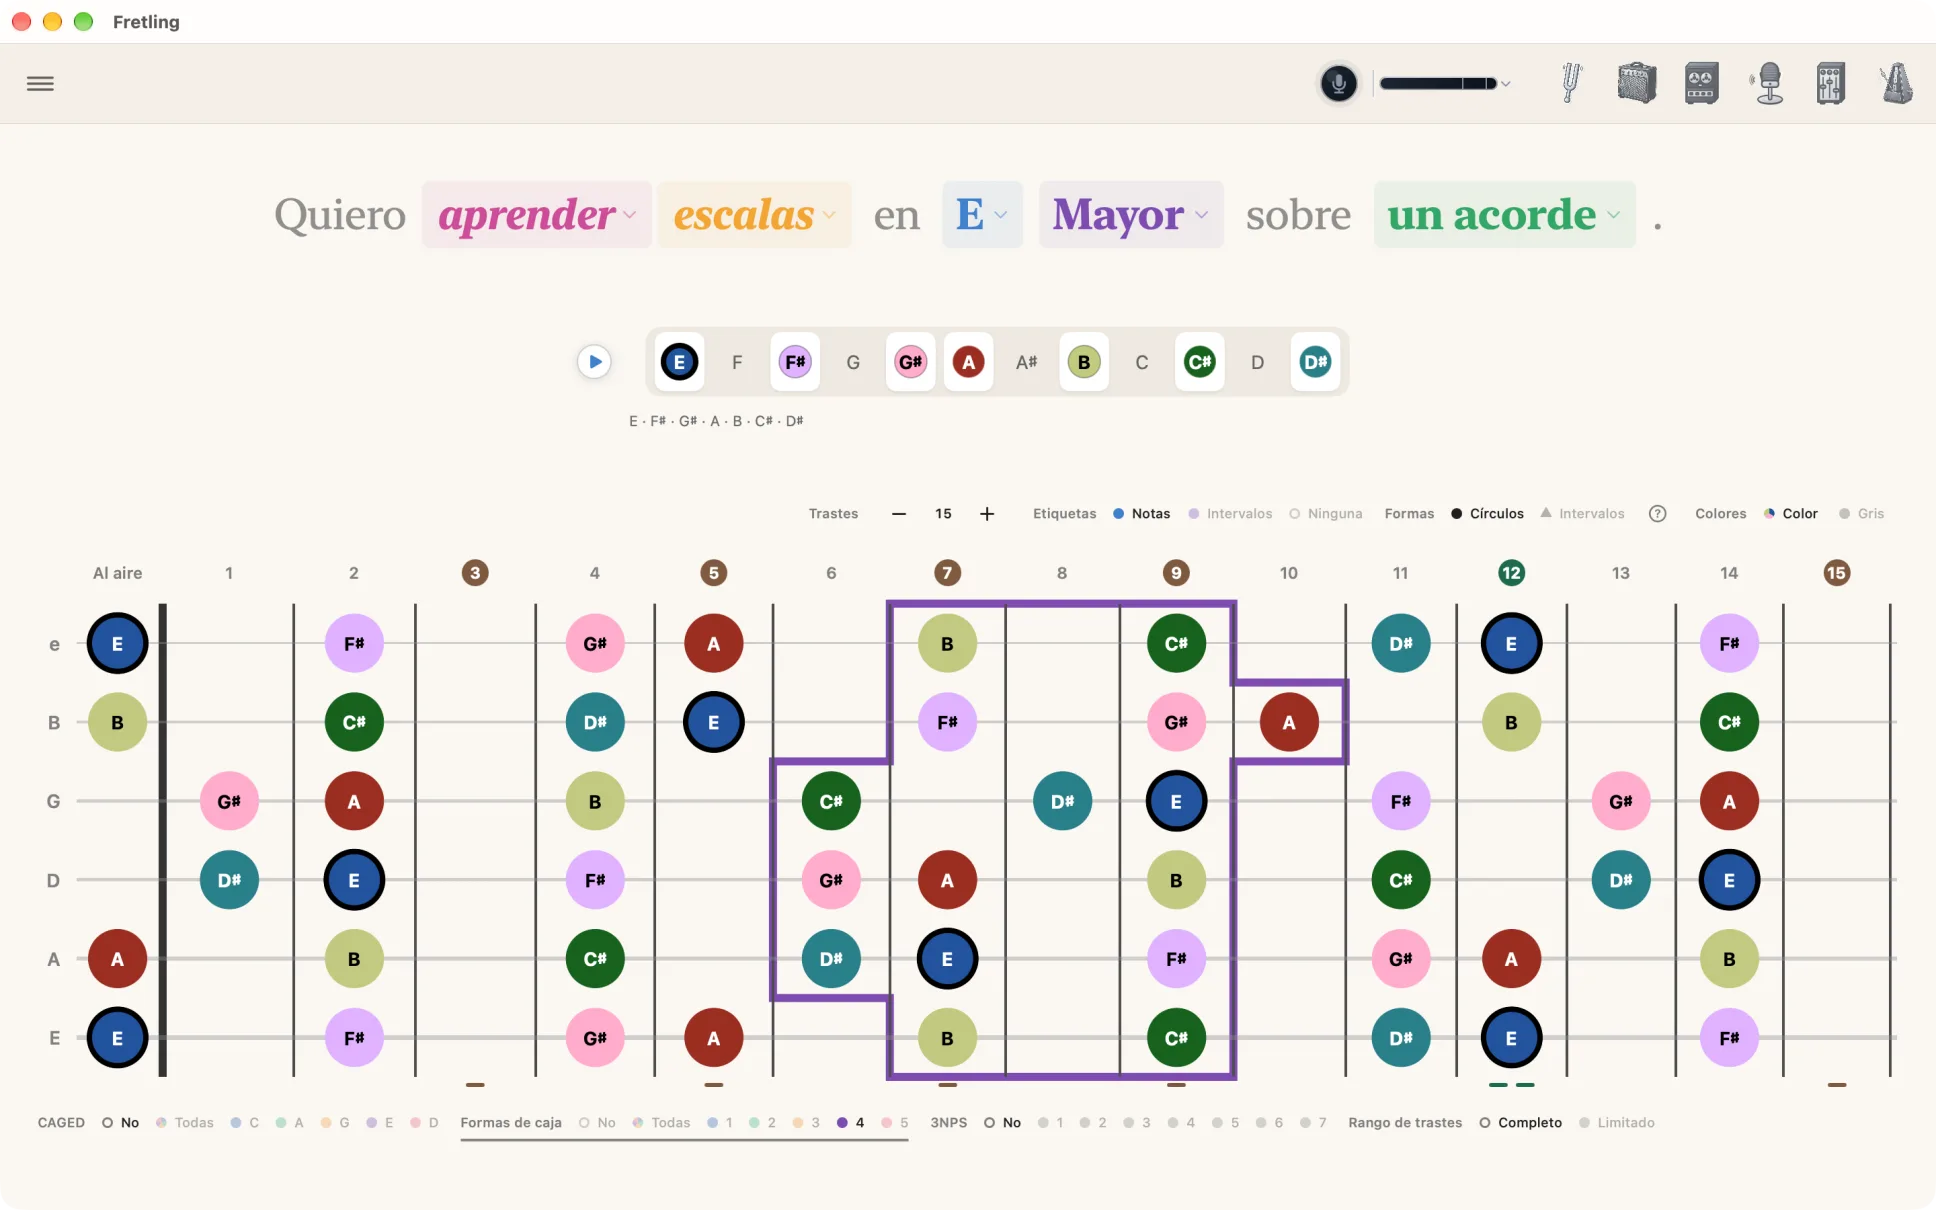 Fretling
Quiero aprender escalas en E Mayor sobre un acorde .
E F F# G G# A A# B C C# D D#
E · F# · G# · A · B · C# · D#
Trastes − 15 + Etiquetas Notas Intervalos Ninguna Formas Círculos Intervalos ? Colores Color Gris
Al aire 1 2 3 4 5 6 7 8 9 10 11 12 13 14 15
e E F# G# A B C# D# E F#
B B C# D# E F# G# A B C#
G G# A B C# D# E F# G# A
D D# E F# G# A B C# D# E
A A B C# D# E F# G# A B
E E F# G# A B C# D# E F#
CAGED No Todas C A G E D Formas de caja No Todas 1 2 3 4 5 3NPS No 1 2 3 4 5 6 7 Rango de trastes Completo Limitado